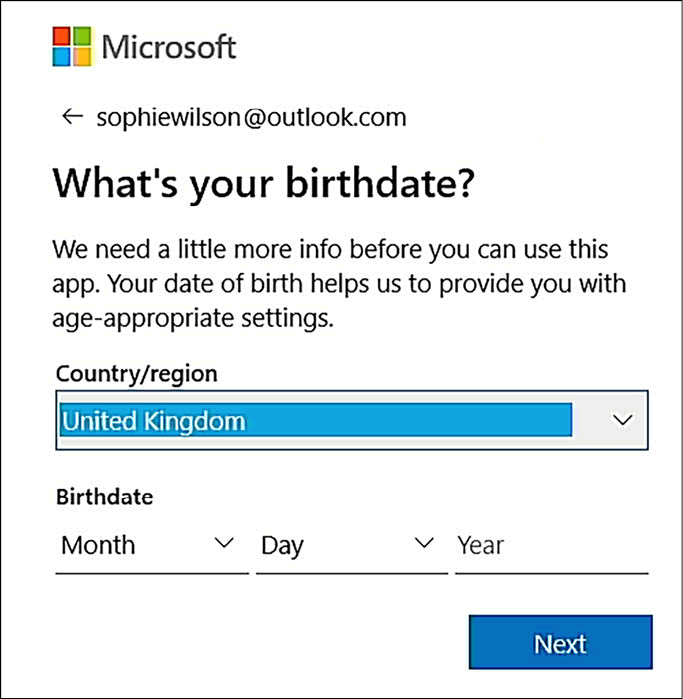 Microsoft
← sophiewilson@outlook.com
What's your birthdate?
We need a little more info before you can use this
app. Your date of birth helps us to provide you with
age-appropriate settings.
Country/region
United Kingdom
Birthdate
Month Day Year
Next